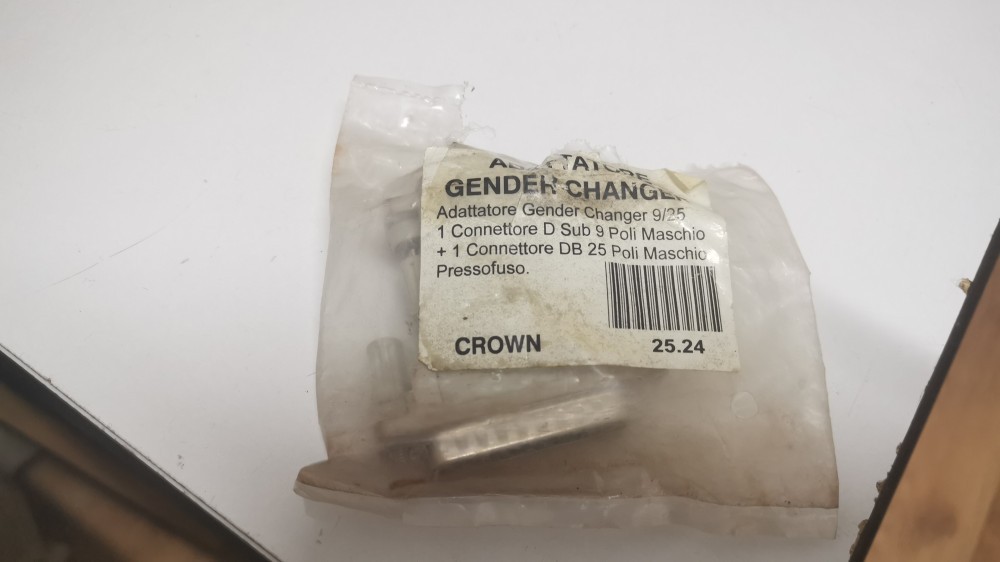 ADATTATORE
GENDER CHANGER
Adattatore Gender Changer 9/25
1 Connettore D Sub 9 Poli Maschio
+ 1 Connettore DB 25 Poli Maschio
Pressofuso.
CROWN 25.24